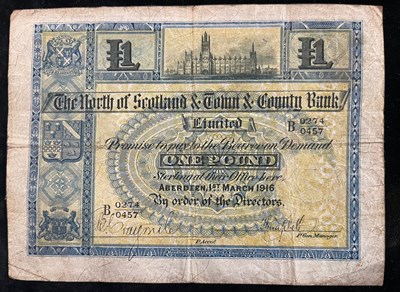 £1 £1
The North of Scotland & Town & County Bank
Limited
B 0274
0457
Promise to pay to the Bearer on Demand
ONE POUND
Sterling at their Office here.
ABERDEEN, 1ST MARCH 1916
B 0274
0457
By order of the Directors.
P. Accot.
P. Gen. Manager